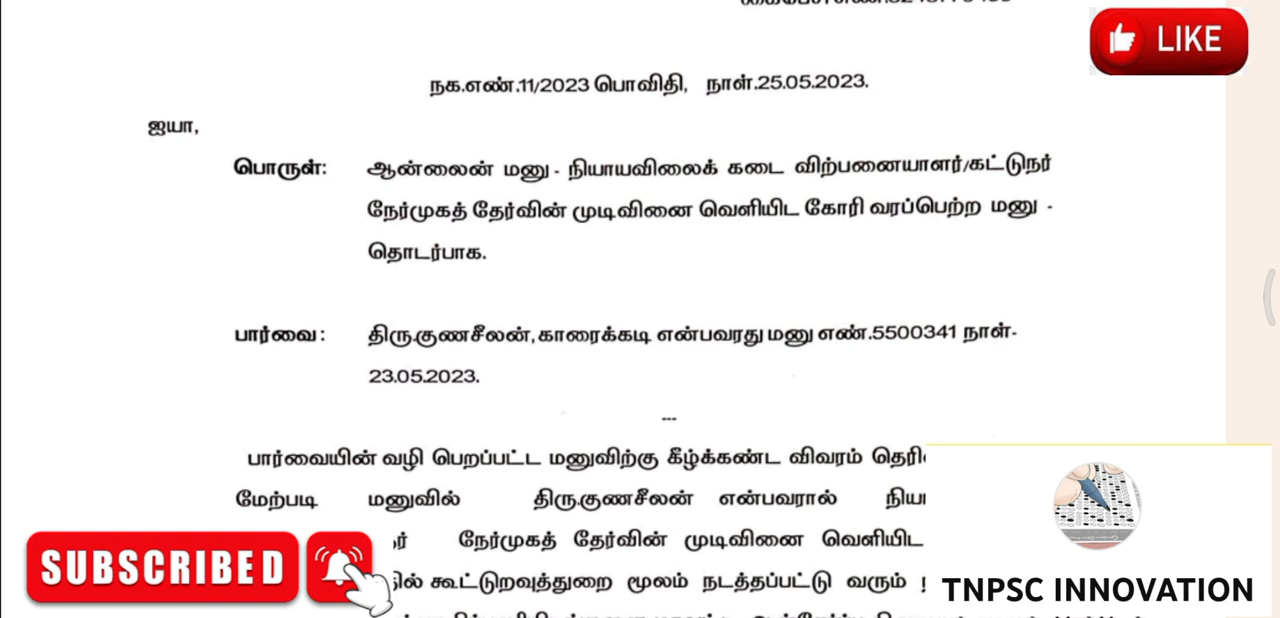 LIKE
நக.எண்.11/2023 பொவிதி, நாள்.25.05.2023.
ஐயா,
பொருள்: ஆன்லைன் மனு - நியாயவிலைக் கடை விற்பனையாளர்/கட்டுநர்
நேர்முகத் தேர்வின் முடிவினை வெளியிட கோரி வரப்பெற்ற மனு -
தொடர்பாக.
பார்வை: திரு.குணசீலன், காரைக்கடி என்பவரது மனு எண்.5500341 நாள்-
23.05.2023.
---
பார்வையின் வழி பெறப்பட்ட மனுவிற்கு கீழ்க்கண்ட விவரம்
மேற்படி மனுவில் திரு.குணசீலன் என்பவரால்
நேர்முகத் தேர்வின் முடிவினை வெளியிட
கூட்டுறவுத்துறை மூலம் நடத்தப்பட்டு வரும்
SUBSCRIBED
TNPSC INNOVATION